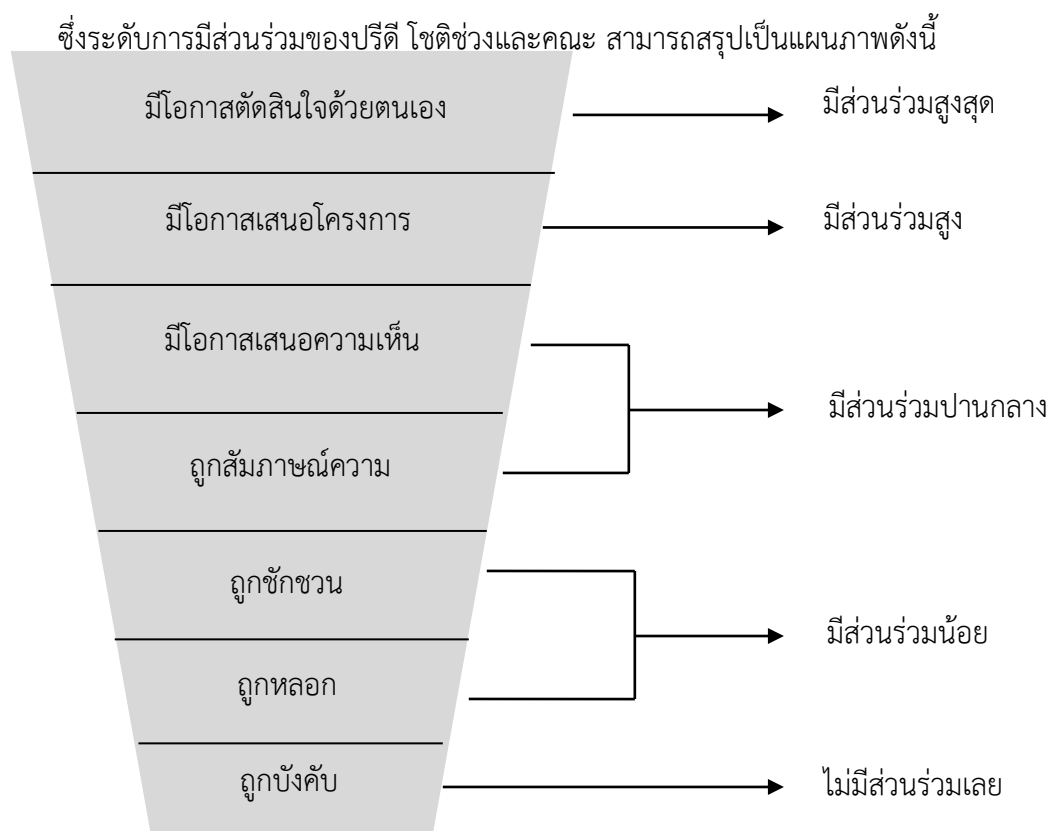 ซึ่งระดับการมีส่วนร่วมของปรีดี โชติช่วงและคณะ สามารถสรุปเป็นแผนภาพดังนี้
มีโอกาสตัดสินใจด้วยตนเอง
มีส่วนร่วมสูงสุด
มีโอกาสเสนอโครงการ
มีส่วนร่วมสูง
มีโอกาสเสนอความเห็น
มีส่วนร่วมปานกลาง
ถูกสัมภาษณ์ความ
ถูกชักชวน
มีส่วนร่วมน้อย
ถูกหลอก
ถูกบังคับ
ไม่มีส่วนร่วมเลย